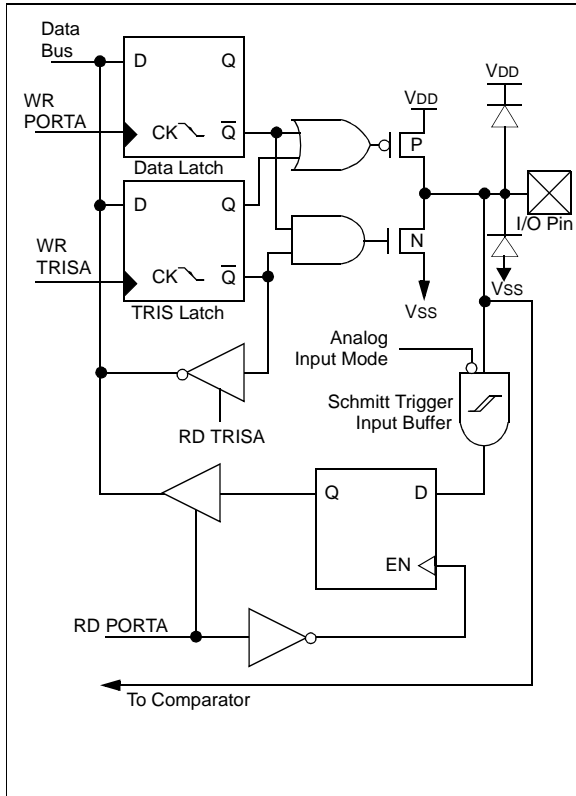 Data
Bus
D
Q
VDD
VDD
WR
PORTA
CK
Q
P
Data Latch
D
Q
I/O Pin
WR
TRISA
N
CK
Q
VSS
VSS
TRIS Latch
Analog
Input Mode
Schmitt Trigger
Input Buffer
RD TRISA
Q
D
EN
RD PORTA
To Comparator